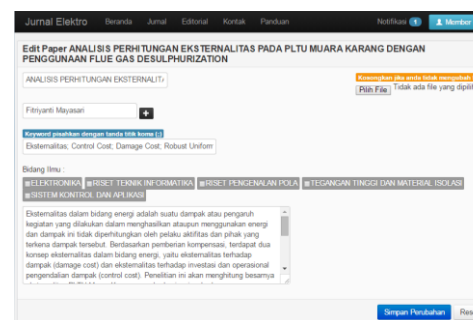 Jurnal Elektro Beranda Jurnal Editorial Kontak Panduan Notifikasi 1 Member
Edit Paper ANALISIS PERHITUNGAN EKSTERNALITAS PADA PLTU MUARA KARANG DENGAN
PENGGUNAAN FLUE GAS DESULPHURIZATION
ANALISIS PERHITUNGAN EKSTERNALIT
Kosongkan jika anda tidak mengubah
Pilih File Tidak ada file yang dipilih
Fitriyanti Mayasari
Keyword pisahkan dengan tanda titik koma (;)
Eksternalitas; Control Cost; Damage Cost; Robust Uniform
Bidang Ilmu :
ELEKTRONIKA RISET TEKNIK INFORMATIKA RISET PENGENALAN POLA TEGANGAN TINGGI DAN MATERIAL ISOLASI
SISTEM KONTROL DAN APLIKASI
Eksternalitas dalam bidang energi adalah suatu dampak atau pengaruh
kegiatan yang dilakukan dalam menghasilkan ataupun menggunakan energi
dan dampak ini tidak diperhitungkan oleh pelaku aktifitas dan pihak yang
terkena dampak tersebut. Berdasarkan pemberian kompensasi, terdapat dua
konsep eksternalitas dalam bidang energi, yaitu eksternalitas terhadap
dampak (damage cost) dan eksternalitas terhadap investasi dan operasional
pengendalian dampak (control cost). Penelitian ini akan menghitung besarnya
Simpan Perubahan Res